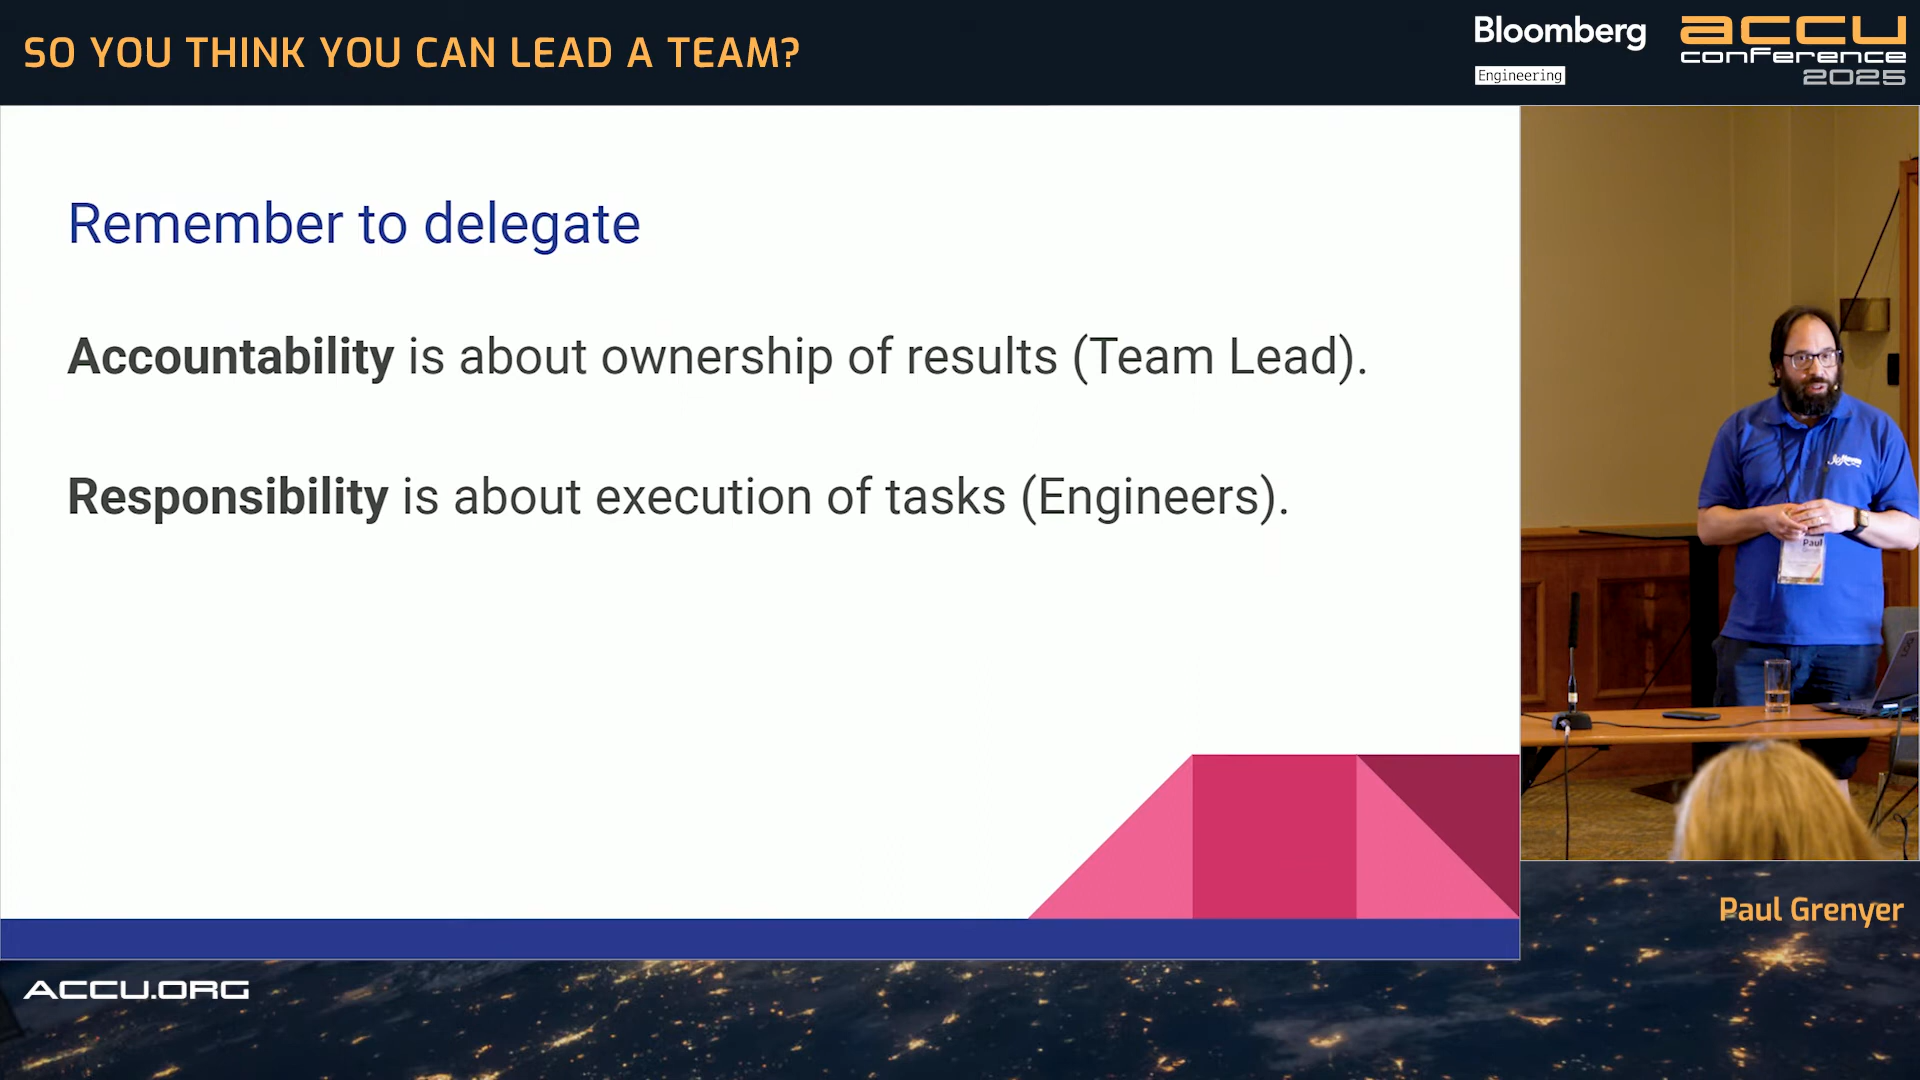 SO YOU THINK YOU CAN LEAD A TEAM?
Bloomberg
Engineering
accu
conference
2025
Remember to delegate
Accountability is about ownership of results (Team Lead).
Responsibility is about execution of tasks (Engineers).
Paul
Paul Grenyer
ACCU.ORG